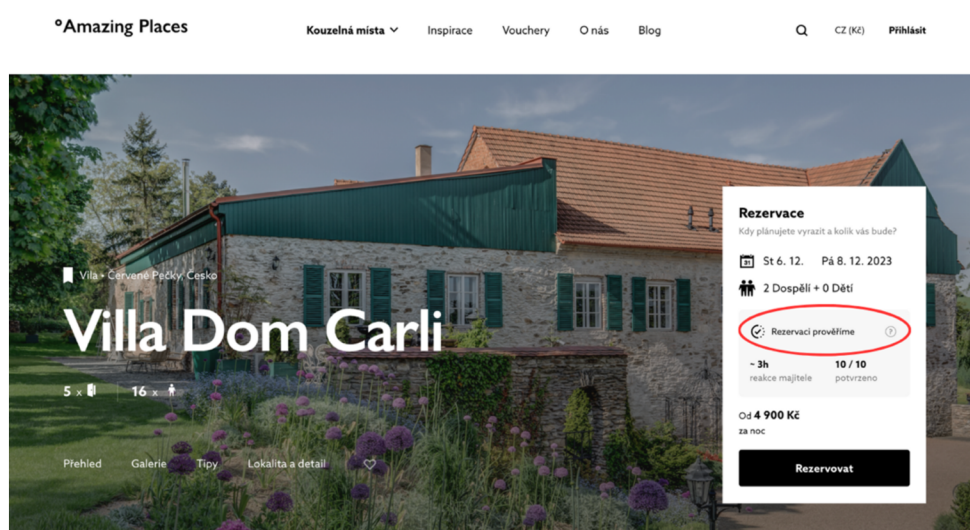 °Amazing Places
Kouzelná místa
Inspirace
Vouchery
O nás
Blog
CZ (Kč)
Přihlásit
Rezervace
Kdy plánujete vyrazit a kolik vás bude?
31 St 6. 12. Pá 8. 12. 2023
2 Dospělí + 0 Dětí
Rezervaci prověříme ?
~ 3h 10 / 10
reakce majitele potvrzeno
Od 4 900 Kč
za noc
Rezervovat
Vila • Červené Pečky, Česko
Villa Dom Carli
5 x 16 x
Přehled Galerie Tipy Lokalita a detail